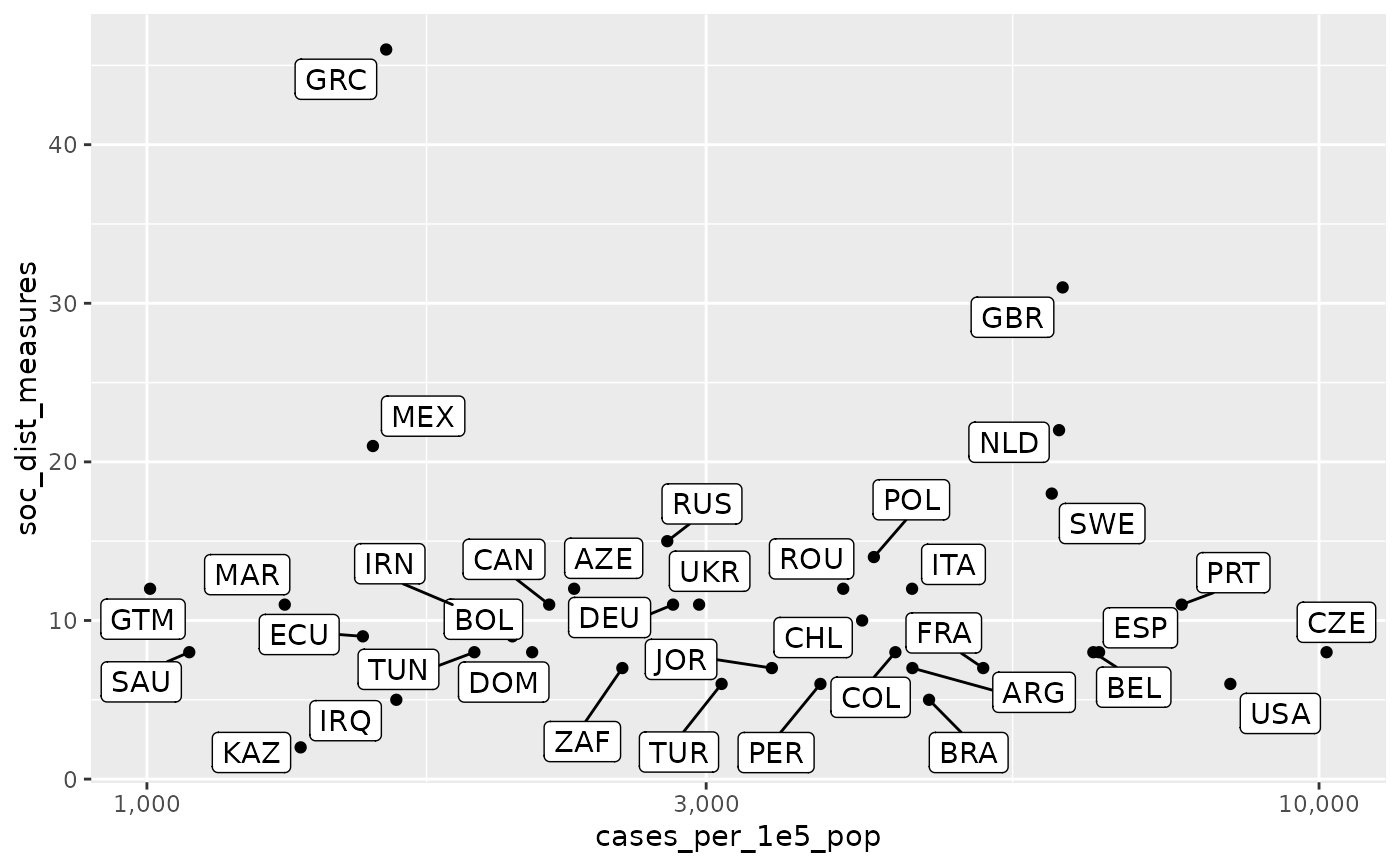 GRC
40
30
GBR
MEX
NLD
20
RUS
POL
SWE
IRN
CAN
AZE
UKR
ROU
ITA
PRT
MAR
GTM
10
BOL
DEU
ECU
CHL
FRA
ESP
CZE
TUN
JOR
SAU
DOM
COL
ARG
BEL
USA
IRQ
KAZ
ZAF
TUR
PER
BRA
0
1,000
3,000
10,000
cases_per_1e5_pop
soc_dist_measures